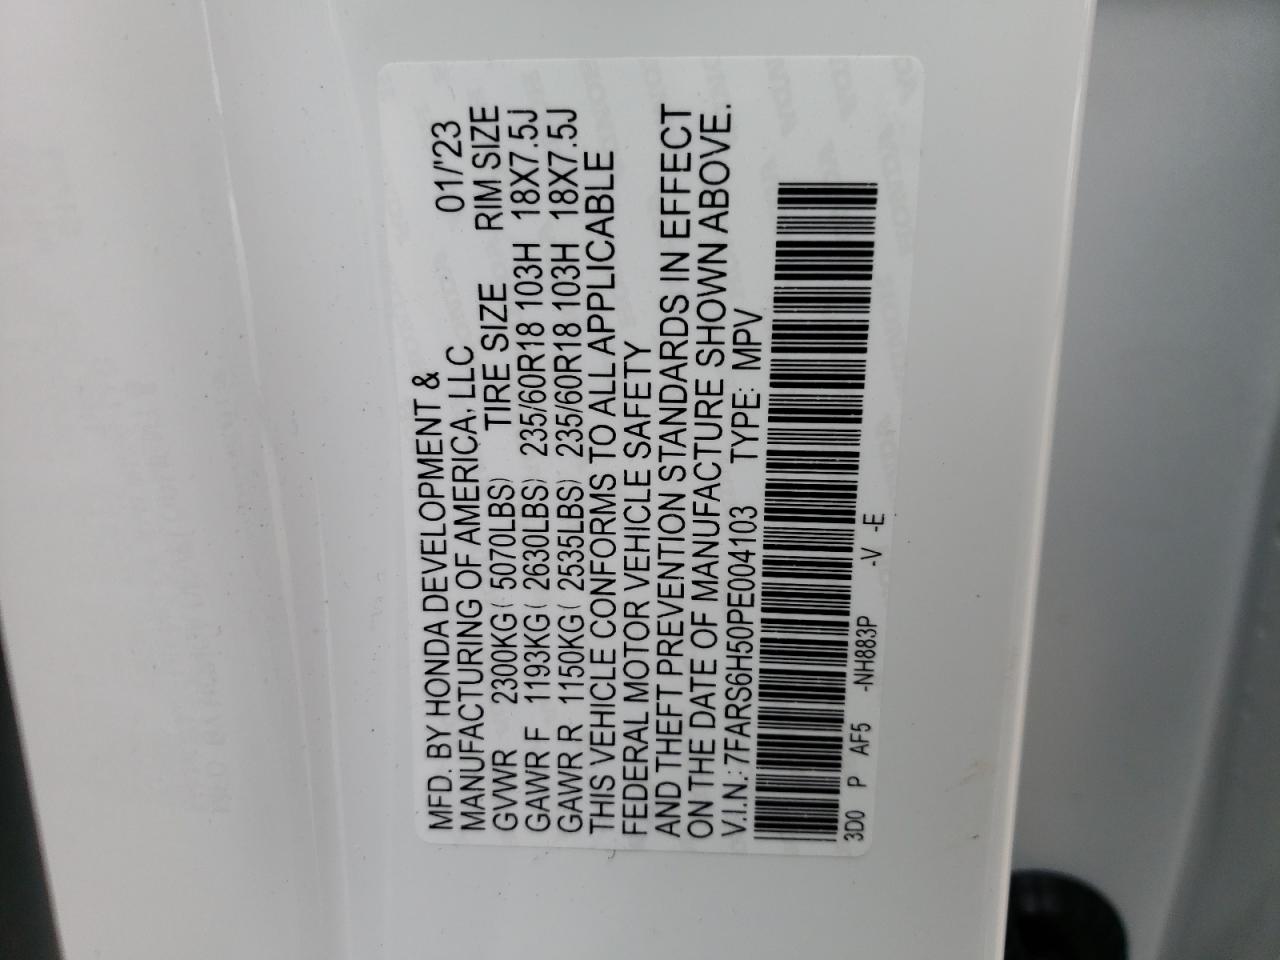 MFD. BY HONDA DEVELOPMENT &
MANUFACTURING OF AMERICA, LLC 01/'23
GVWR 2300KG( 5070LBS) TIRE SIZE RIM SIZE
GAWR F 1193KG( 2630LBS) 235/60R18 103H 18X7.5J
GAWR R 1150KG( 2535LBS) 235/60R18 103H 18X7.5J
THIS VEHICLE CONFORMS TO ALL APPLICABLE
FEDERAL MOTOR VEHICLE SAFETY
AND THEFT PREVENTION STANDARDS IN EFFECT
ON THE DATE OF MANUFACTURE SHOWN ABOVE.
V.I.N.: 7FARS6H50PE004103 TYPE: MPV
3D0 P AF5 -NH883P -V -E